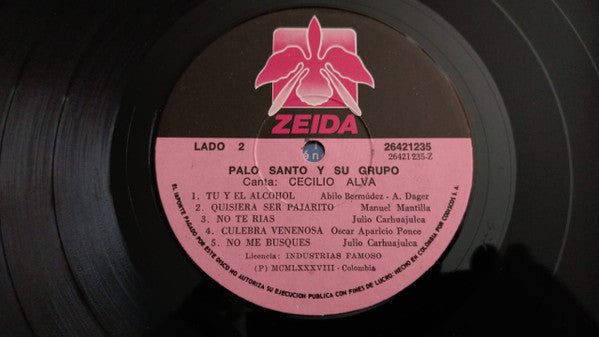 ZEIDA
LADO 2
26421235
26421235-Z
en
PALO SANTO Y SU GRUPO
Canta: CECILIO ALVA
1. TU Y EL ALCOHOL Abilo Bermúdez - A. Dager
2. QUISIERA SER PAJARITO Manuel Mantilla
3. NO TE RIAS Julio Carhuajulca
4. CULEBRA VENENOSA Oscar Aparicio Ponce
5. NO ME BUSQUES Julio Carhuajulca
Licencia: INDUSTRIAS FAMOSO
(P) MCMLXXXVIII - Colombia
EL IMPORTE PAGADO POR ESTE DISCO NO AUTORIZA SU EJECUCION PUBLICA CON FINES DE LUCRO: HECHO EN COLOMBIA POR CODISCOS S.A.